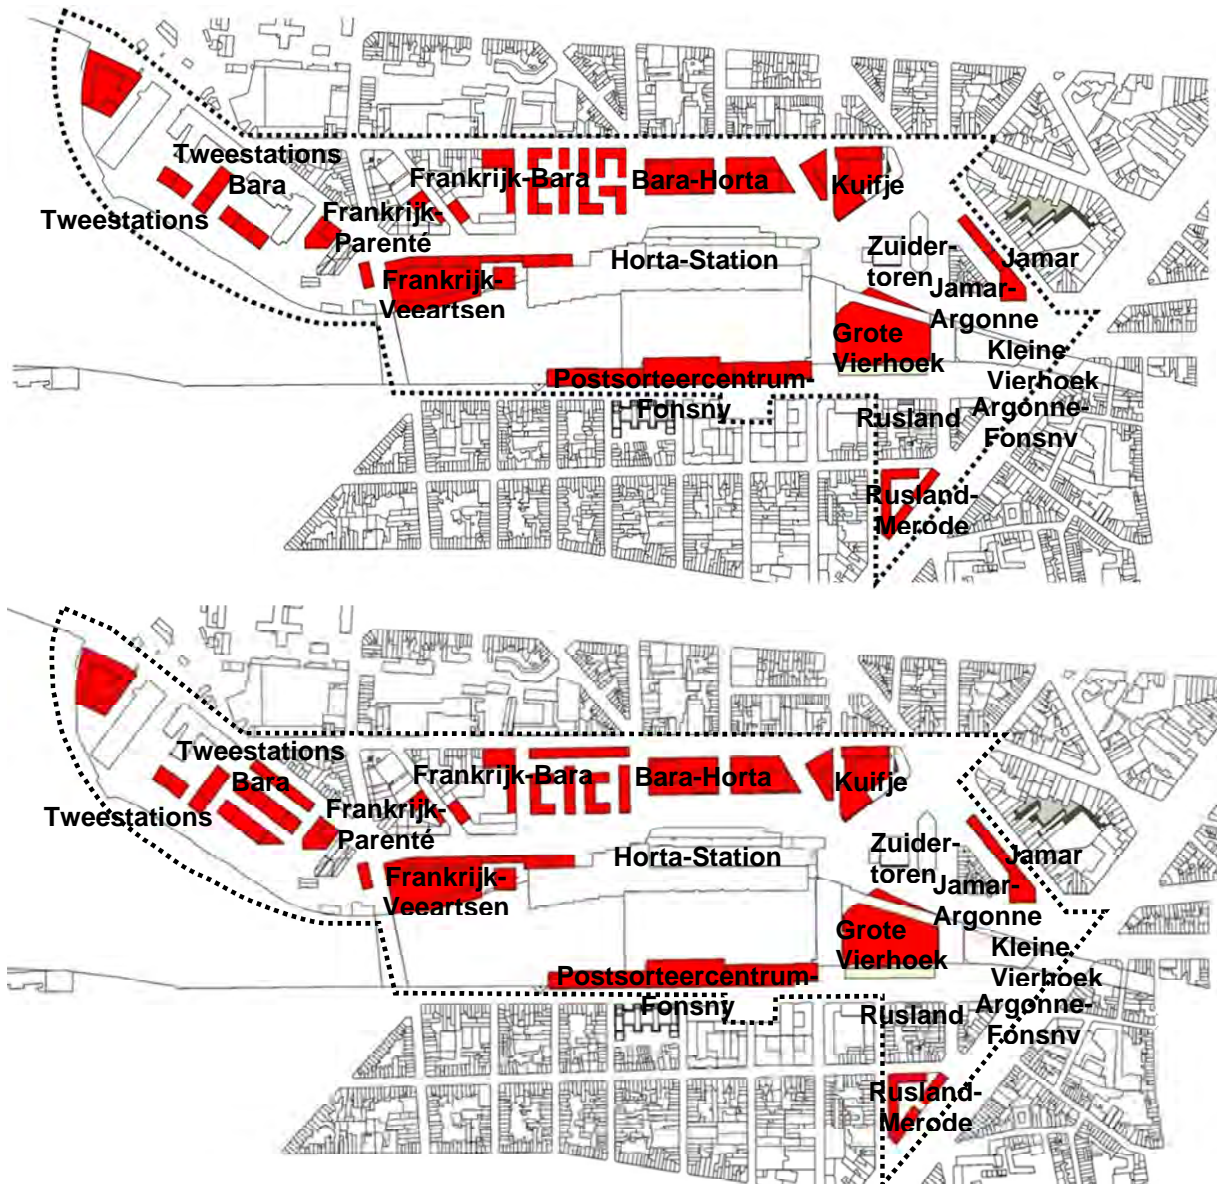 Tweestations
Bara
Frankrijk-Bara
Bara-Horta
Kuifje
Tweestations
Frankrijk-
Parenté
Zuider-
toren
Jamar
Horta-Station
Frankrijk-
Veeartsen
Jamar-
Argonne
Grote
Vierhoek
Kleine
Vierhoek
Postsorteercentrum-
Fonsny
Rusland
Argonne-
Fonsny
Rusland-
Merode
Tweestations
Bara
Frankrijk-Bara
Bara-Horta
Kuifje
Tweestations
Frankrijk-
Parenté
Zuider-
toren
Jamar
Horta-Station
Frankrijk-
Veeartsen
Jamar-
Argonne
Grote
Vierhoek
Kleine
Vierhoek
Postsorteercentrum-
Fonsny
Rusland
Argonne-
Fonsny
Rusland-
Merode